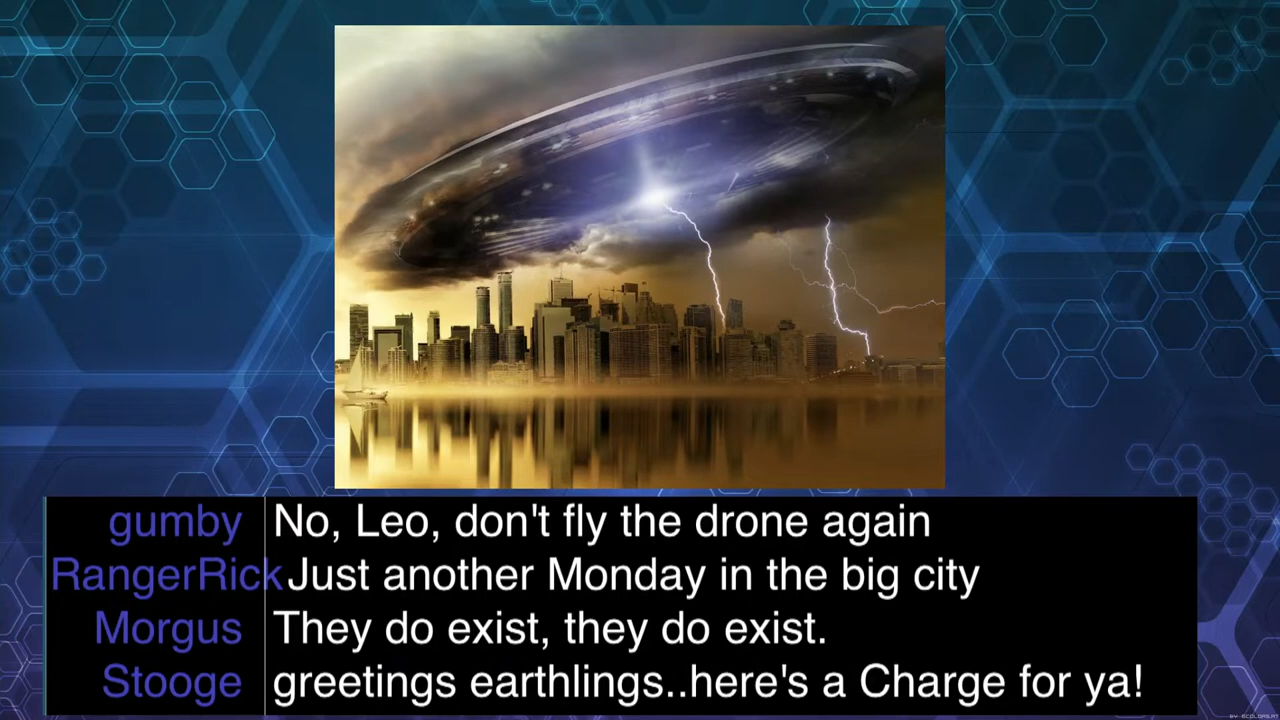 gumby No, Leo, don't fly the drone again
RangerRick Just another Monday in the big city
Morgus They do exist, they do exist.
Stooge greetings earthlings..here's a Charge for ya!